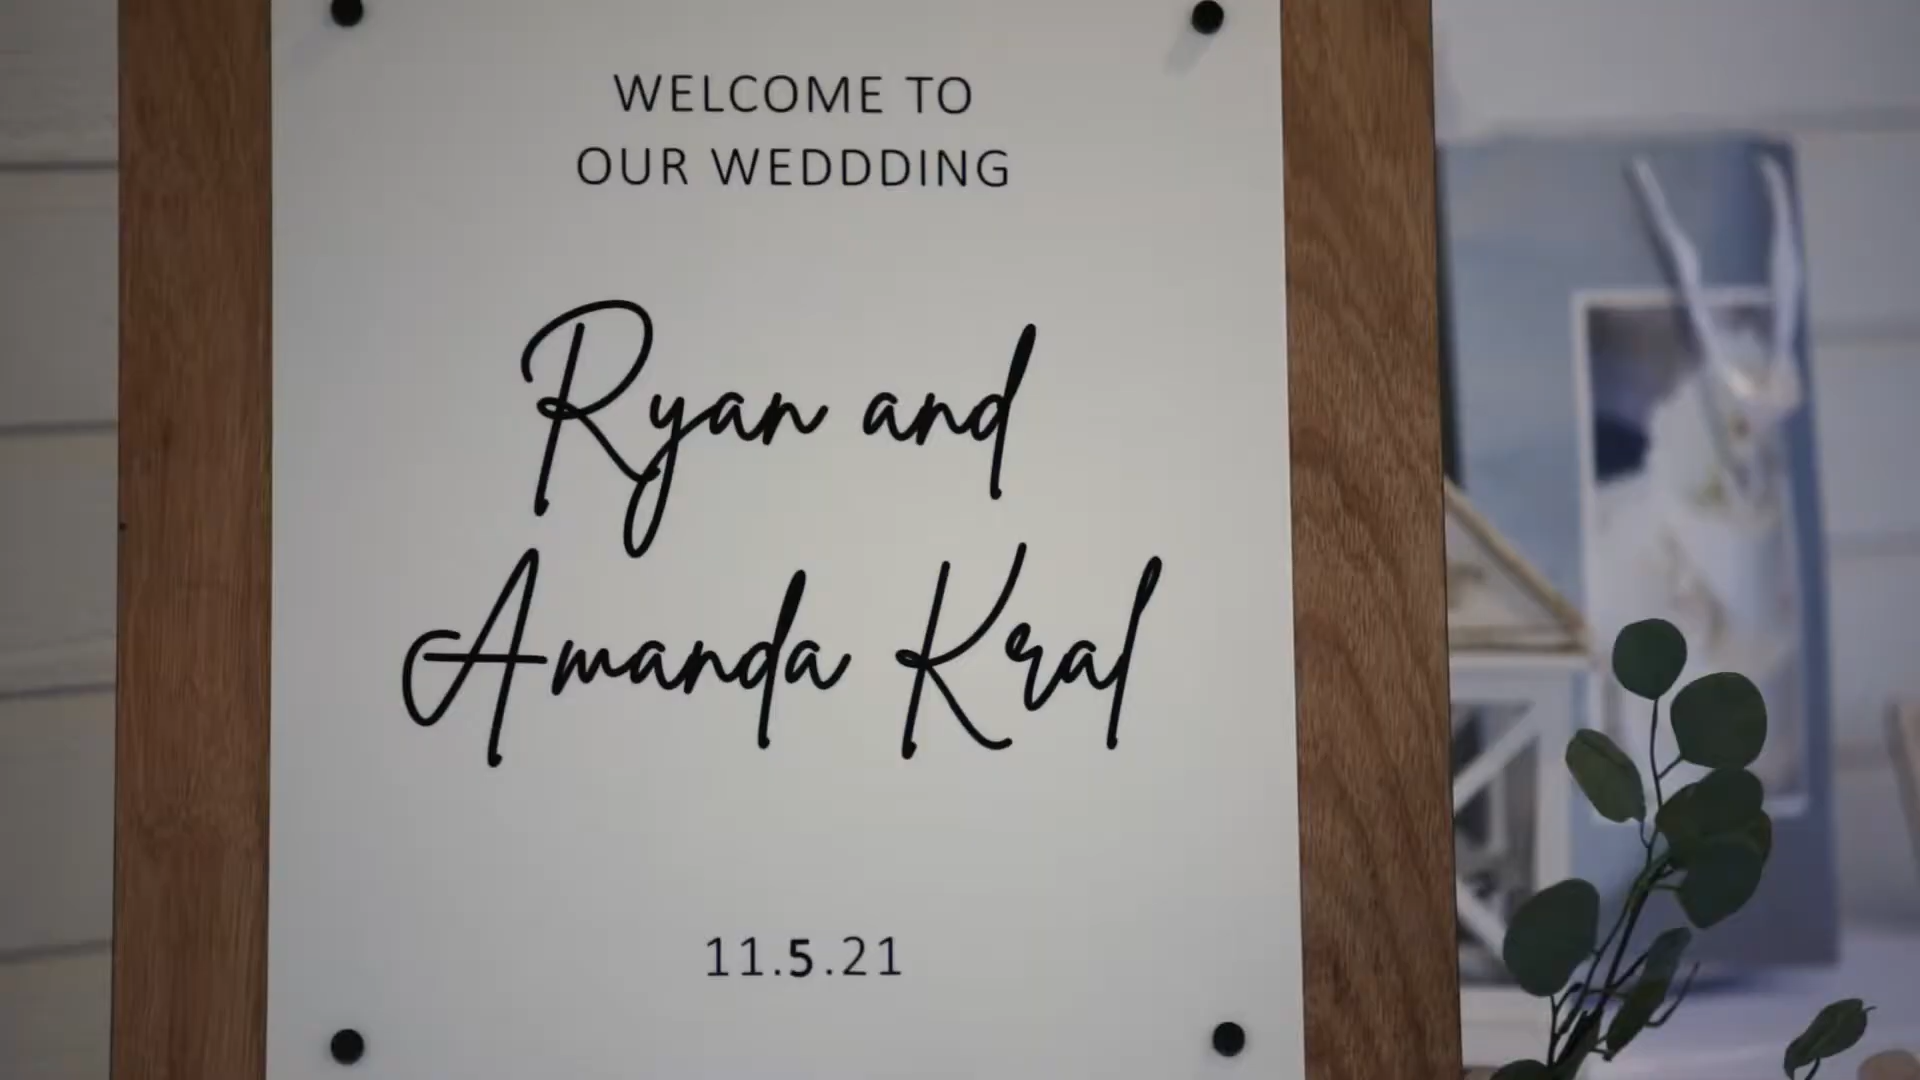 WELCOME TO
OUR WEDDDING
Ryan and
Amanda Kral
11.5.21